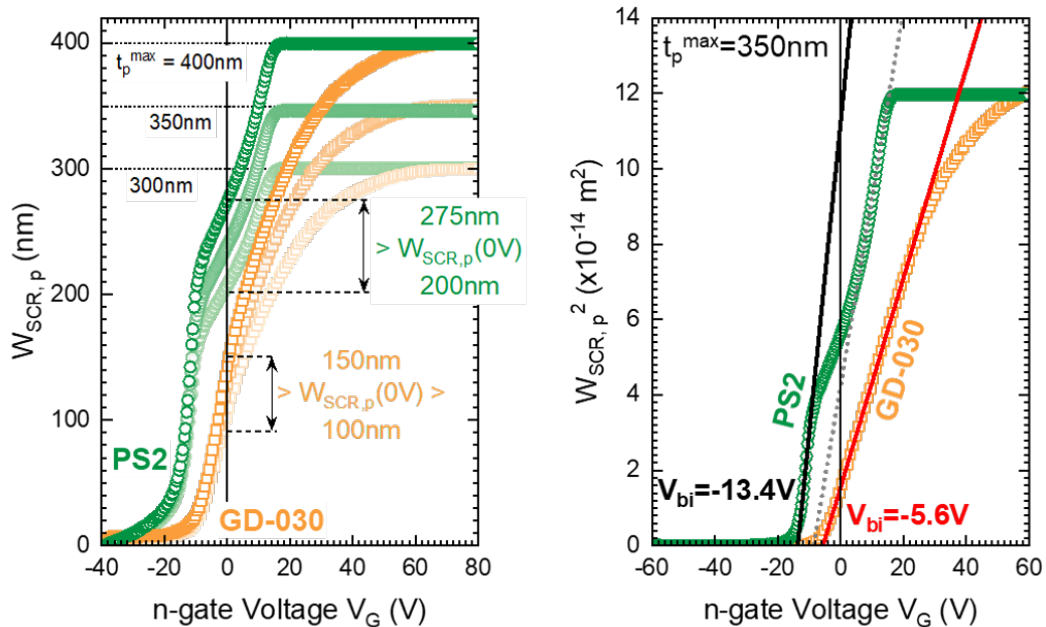 400
300
200
100
0
-40 -20 0 20 40 60 80
W_SCR, p (nm)
n-gate Voltage V_G (V)
t_p^max = 400nm
350nm
300nm
275nm
> W_SCR,p(0V)
200nm
150nm
> W_SCR,p(0V) >
100nm
PS2
GD-030
14
12
10
8
6
4
2
0
-60 -40 -20 0 20 40 60
W_SCR, p^2 (x10^-14 m^2)
n-gate Voltage V_G (V)
t_p^max=350nm
PS2
GD-030
V_bi=-13.4V
V_bi=-5.6V